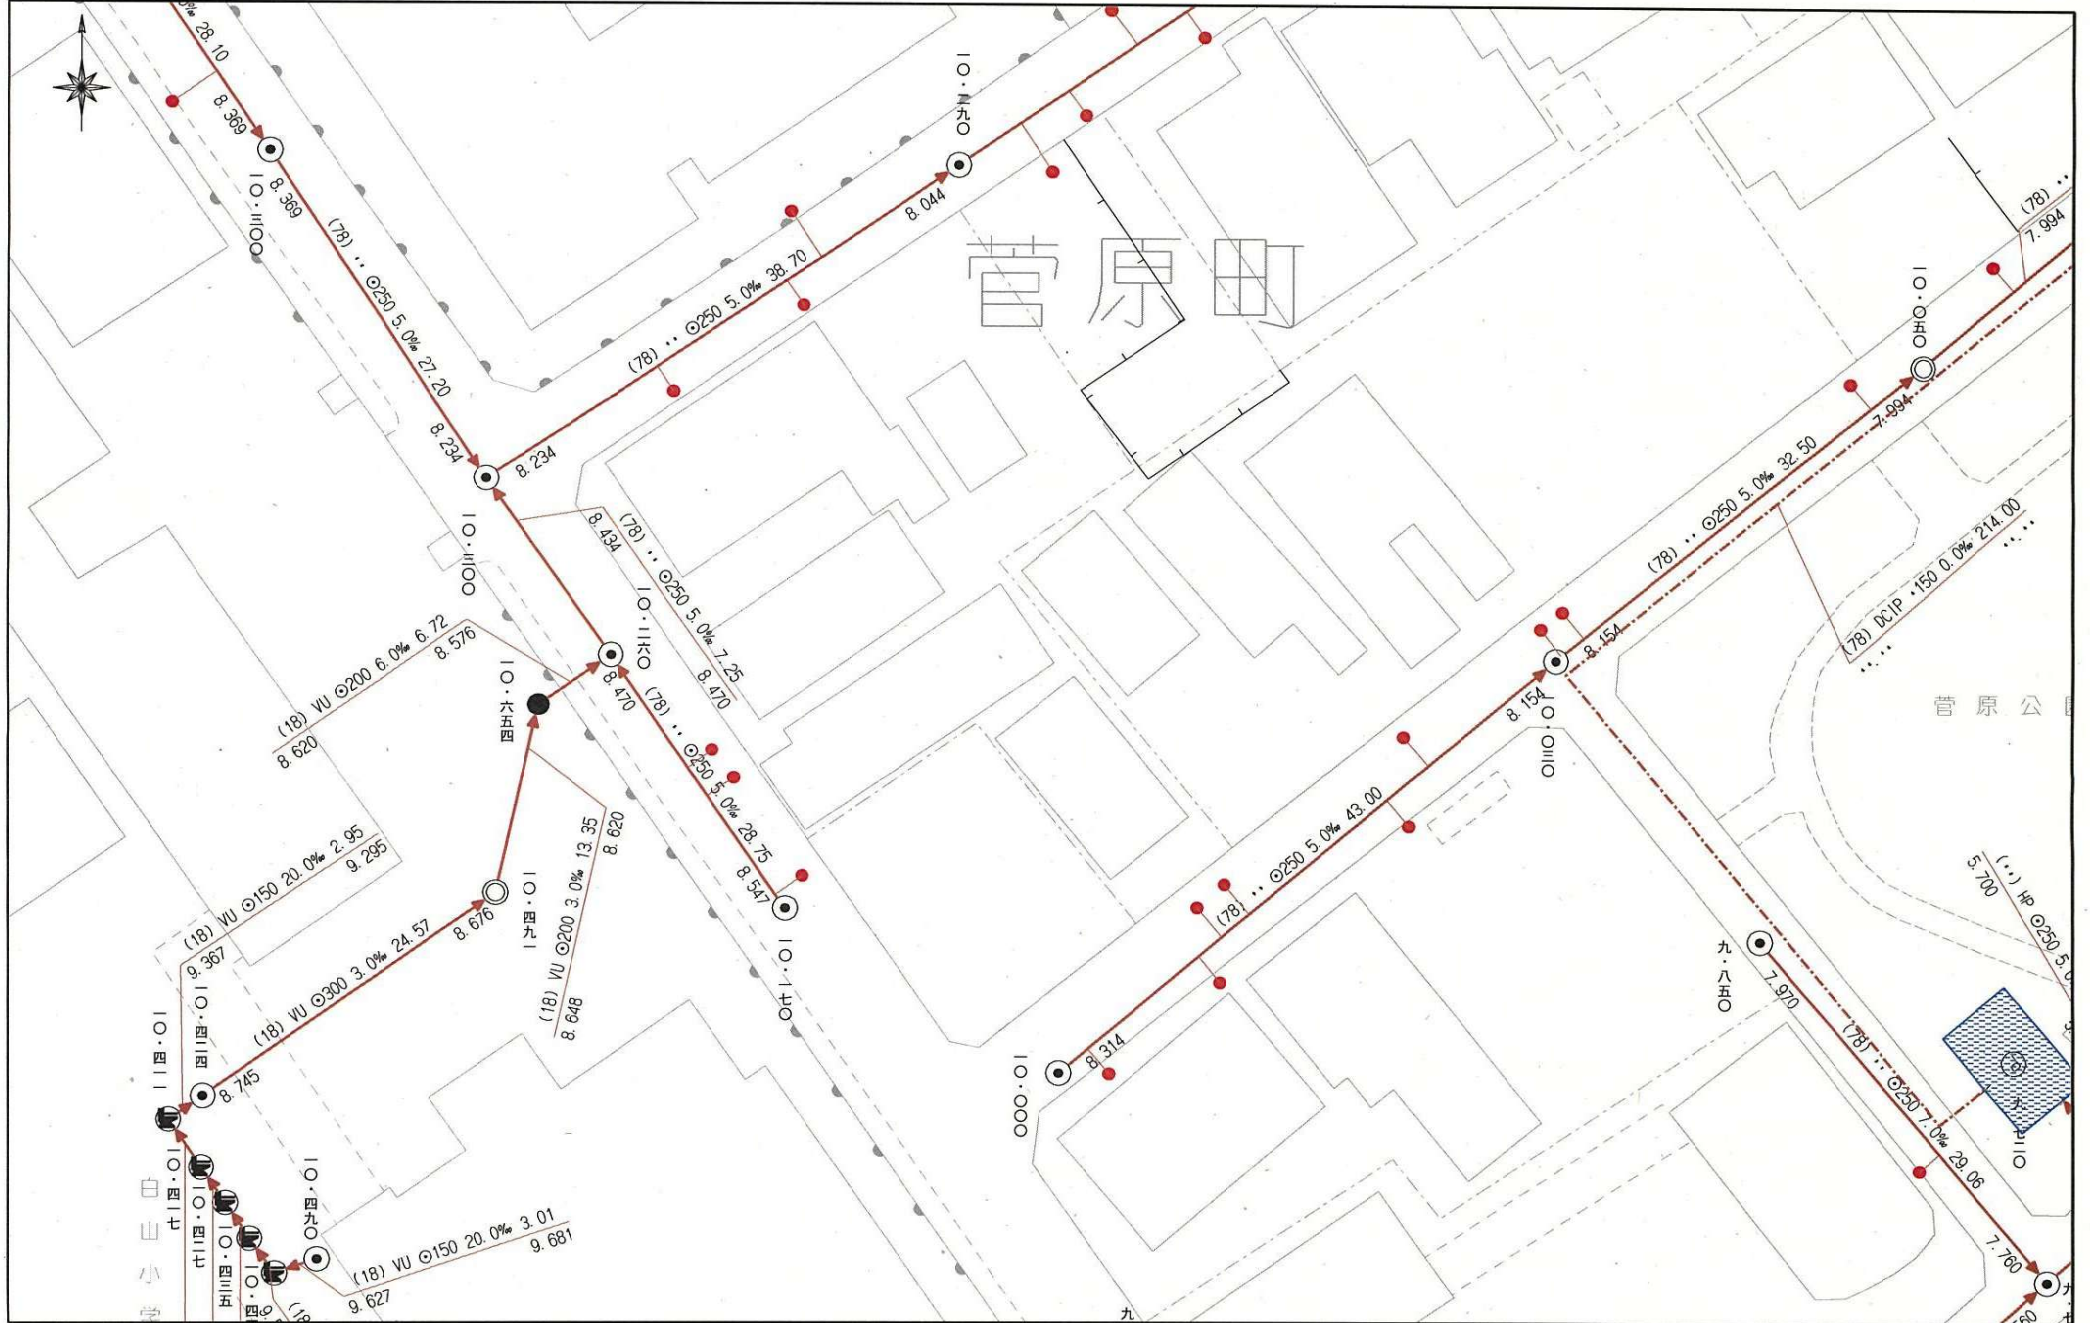 28.10
8.369
一〇・三〇〇
8.369
(78) ‥ ⊙250 5.0‰ 27.20
8.234
一〇・二九〇
8.044
(78) ‥ ⊙250 5.0‰ 38.70
8.234
菅原町
(78) ‥
7.994
一〇・〇五〇
7.994
(78) ‥ ⊙250 5.0‰ 32.50
8.154
(78) DCIP ・150 0.0‰ 214.00
菅原公
一〇・三〇〇
8.434
(78) ‥ ⊙250 5.0‰ 7.25
8.470
一〇・二六〇
8.470
(18) VU ⊙200 6.0‰ 6.72
8.576
8.620
一〇・六五四
(78) ‥ ⊙250 5.0‰ 28.75
8.547
一〇・一七〇
8.154
一〇・〇三〇
(78) ‥ ⊙250 5.0‰ 43.00
8.314
一〇・〇〇〇
(18) VU ⊙200 3.0‰ 13.35
8.620
8.648
(18) VU ⊙150 20.0‰ 2.95
9.295
9.367
8.676
一〇・四九一
(18) VU ⊙300 3.0‰ 24.57
8.745
一〇・四二四
一〇・四一一
一〇・四一七
一〇・四二七
一〇・四三五
一〇・四九〇
(18) VU ⊙150 20.0‰ 3.01
9.681
9.627
白山小学
(‥) HP ⊙250 5.0
5.700
九・八五〇
7.970
(78) ‥ ⊙250 7.0‰ 29.06
7.760
九